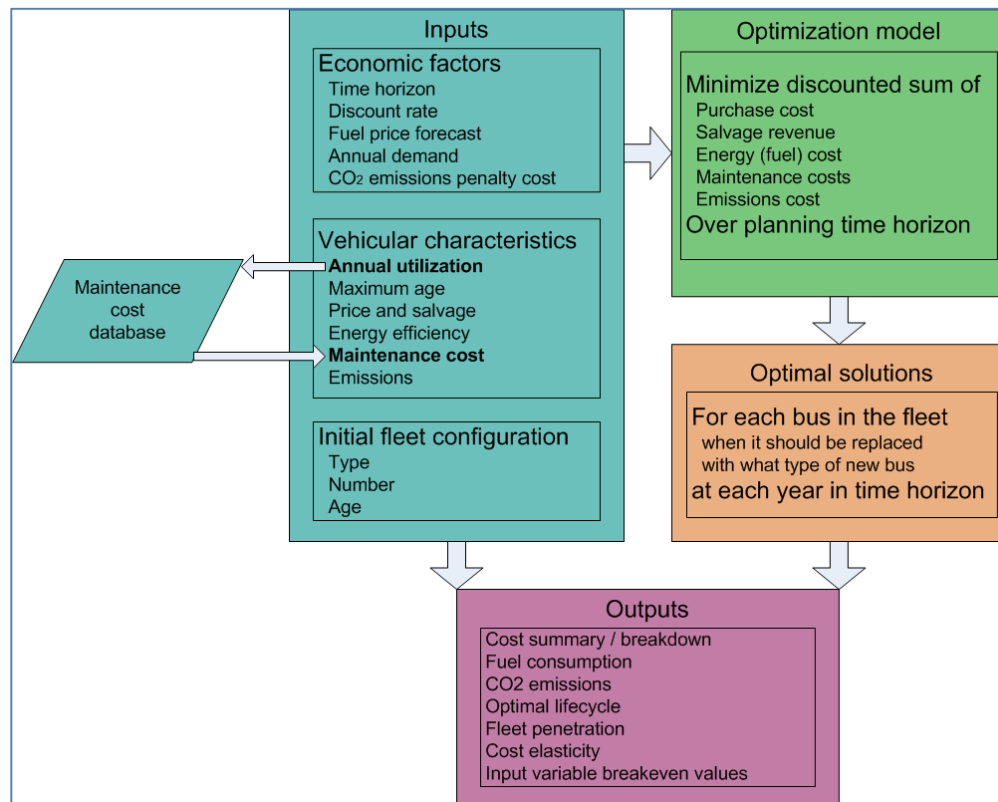 Inputs
Economic factors
Time horizon
Discount rate
Fuel price forecast
Annual demand
CO2 emissions penalty cost
Vehicular characteristics
Annual utilization
Maximum age
Price and salvage
Energy efficiency
Maintenance cost
Emissions
Initial fleet configuration
Type
Number
Age
Maintenance
cost
database
Optimization model
Minimize discounted sum of
Purchase cost
Salvage revenue
Energy (fuel) cost
Maintenance costs
Emissions cost
Over planning time horizon
Optimal solutions
For each bus in the fleet
when it should be replaced
with what type of new bus
at each year in time horizon
Outputs
Cost summary / breakdown
Fuel consumption
CO2 emissions
Optimal lifecycle
Fleet penetration
Cost elasticity
Input variable breakeven values